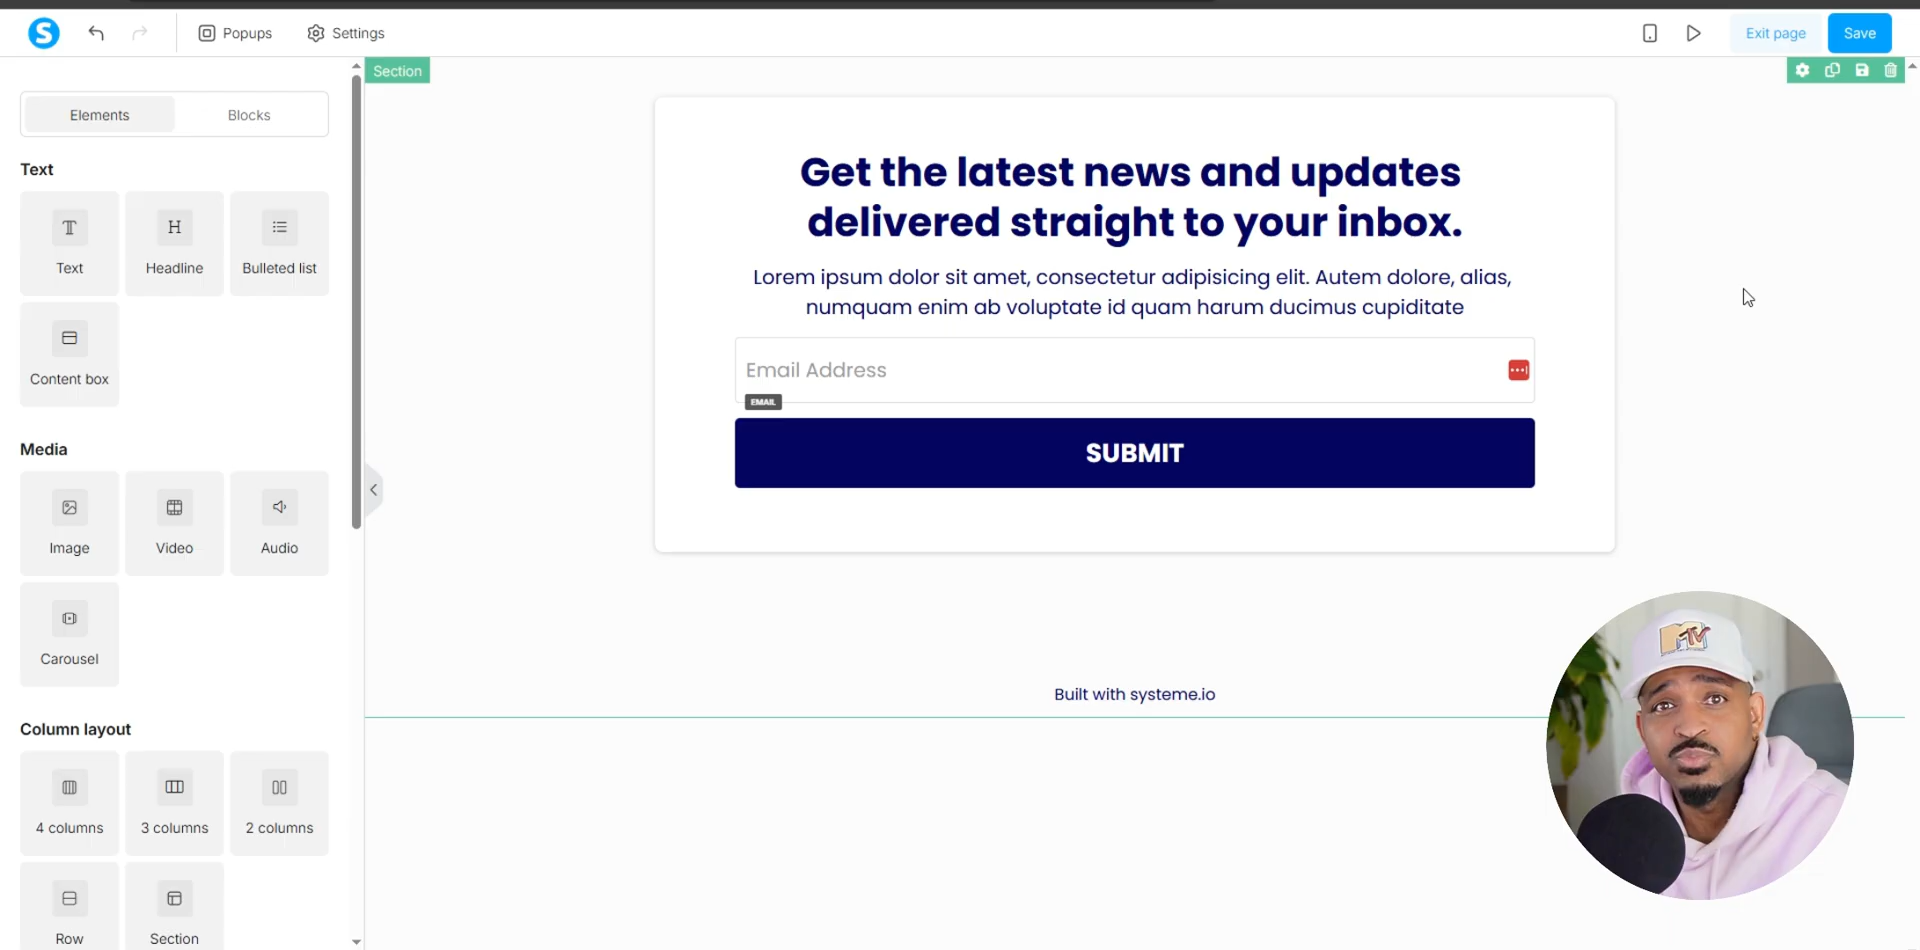 S
Popups
Settings
Exit page
Save
Section
Elements
Blocks
Text
Text
Headline
Bulleted list
Content box
Media
Image
Video
Audio
Carousel
Column layout
4 columns
3 columns
2 columns
Row
Section
Get the latest news and updates
delivered straight to your inbox.
Lorem ipsum dolor sit amet, consectetur adipisicing elit. Autem dolore, alias,
numquam enim ab voluptate id quam harum ducimus cupiditate
Email Address
EMAIL
SUBMIT
Built with systeme.io
MTV